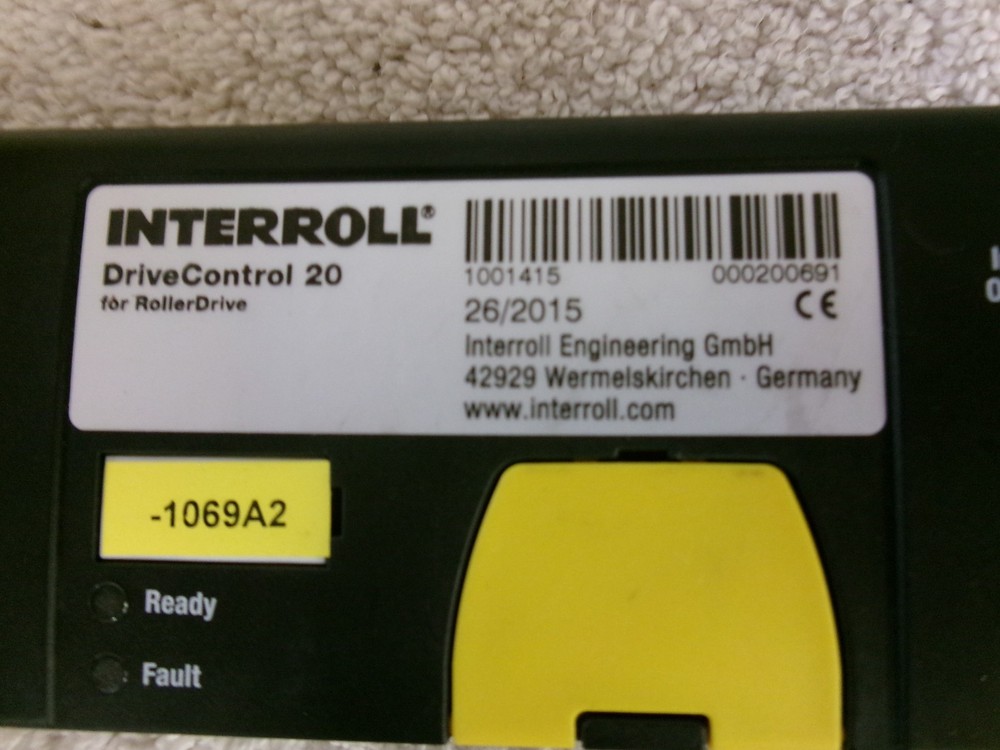 INTERROLL®
DriveControl 20
for RollerDrive
1001415 000200691
26/2015 CE
Interroll Engineering GmbH
42929 Wermelskirchen · Germany
www.interroll.com
-1069A2
Ready
Fault